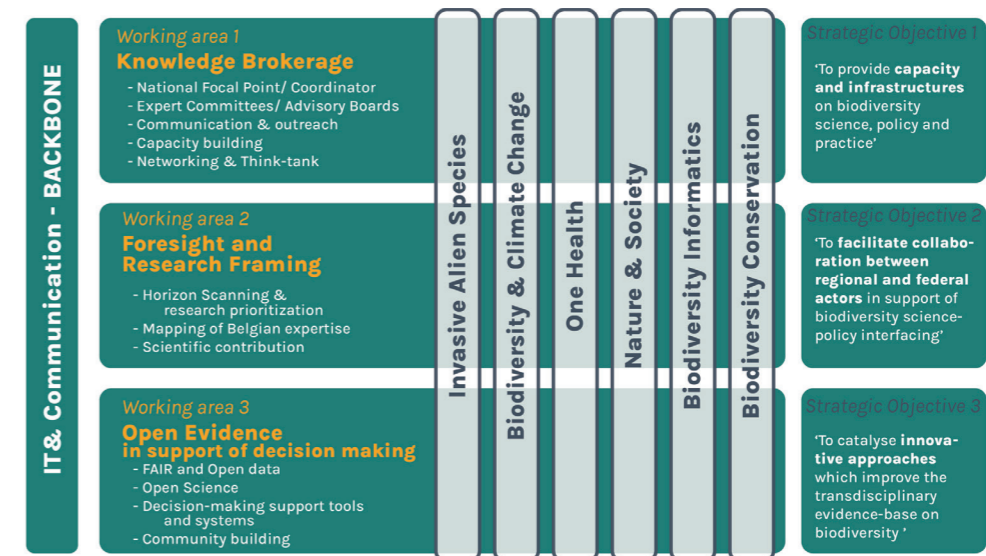 IT& Communication - BACKBONE
Working area 1
Knowledge Brokerage
- National Focal Point/ Coordinator
- Expert Committees/ Advisory Boards
- Communication & outreach
- Capacity building
- Networking & Think-tank
Working area 2
Foresight and
Research Framing
- Horizon Scanning &
research prioritization
- Mapping of Belgian expertise
- Scientific contribution
Working area 3
Open Evidence
in support of decision making
- FAIR and Open data
- Open Science
- Decision-making support tools
and systems
- Community building
Invasive Alien Species
Biodiversity & Climate Change
One Health
Nature & Society
Biodiversity Informatics
Biodiversity Conservation
Strategic Objective 1
‘To provide capacity
and infrastructures
on biodiversity
science, policy and
practice’
Strategic Objective 2
‘To facilitate collabo-
ration between
regional and federal
actors in support of
biodiversity science-
policy interfacing’
Strategic Objective 3
‘To catalyse innova-
tive approaches
which improve the
transdisciplinary
evidence-base on
biodiversity ’